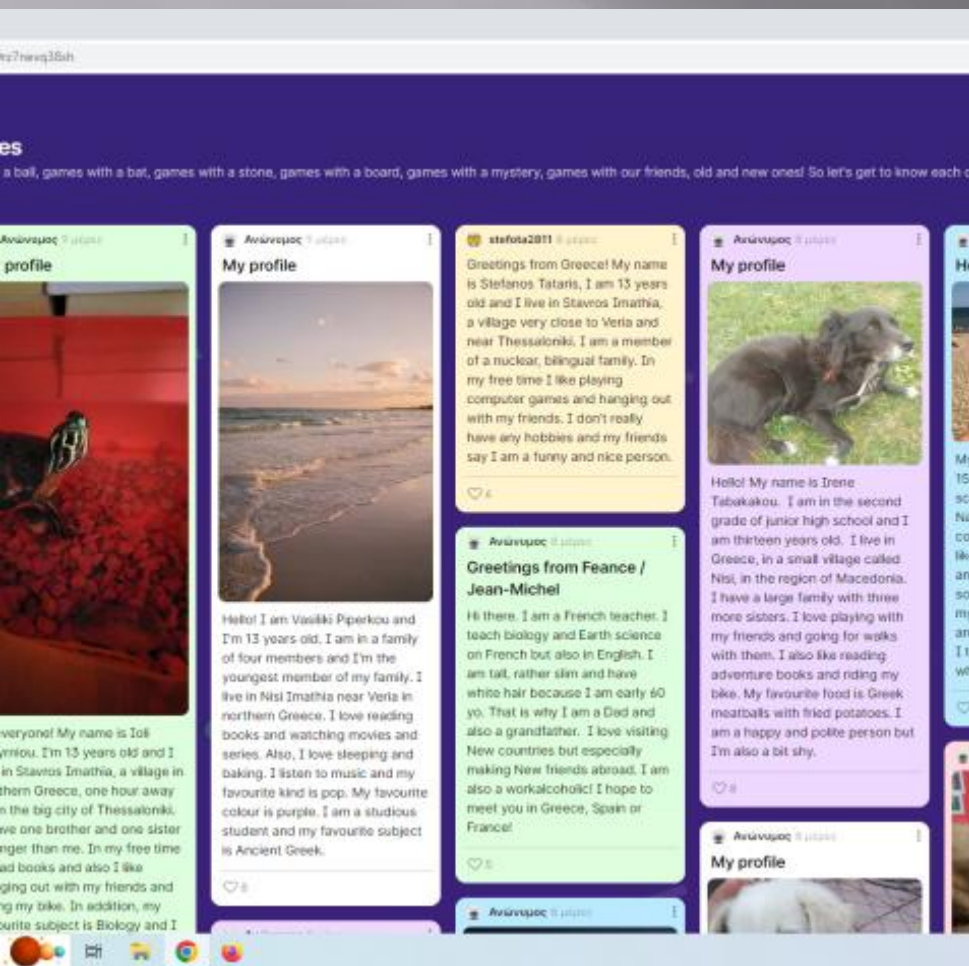 es
a ball, games with a bat, games with a stone, games with a board, games with a mystery, games with our friends, old and new ones! So let's get to know each
Ανώνυμος
profile
everyone! My name is Ioli
I'm 13 years old and I
in Stavros Imathia, a village in
thern Greece, one hour away
the big city of Thessaloniki.
ve one brother and one sister
nger than me. In my free time
ad books and also I like
ging out with my friends and
ng my bike. In addition, my
ourite subject is Biology and I
Ανώνυμος
My profile
Hello! I am Vasiliki Piperkou and
I'm 13 years old. I am in a family
of four members and I'm the
youngest member of my family. I
live in Nisi Imathia near Veria in
northern Greece. I love reading
books and watching movies and
series. Also, I love sleeping and
baking. I listen to music and my
favourite kind is pop. My favourite
colour is purple. I am a studious
student and my favourite subject
is Ancient Greek.
stefota2011
Greetings from Greece! My name
is Stefanos Tataris, I am 13 years
old and I live in Stavros Imathia,
a village very close to Veria and
near Thessaloniki. I am a member
of a nuclear, bilingual family. In
my free time I like playing
computer games and hanging out
with my friends. I don't really
have any hobbies and my friends
say I am a funny and nice person.
Ανώνυμος
Greetings from Feance /
Jean-Michel
Hi there. I am a French teacher. I
teach biology and Earth science
on French but also in English. I
am tall, rather slim and have
white hair because I am early 60
yo. That is why I am a Dad and
also a grandfather. I love visiting
New countries but especially
making New friends abroad. I am
also a workalcoholic! I hope to
meet you in Greece, Spain or
France!
5
Ανώνυμος
Ανώνυμος
My profile
Hello! My name is Irene
Tabakakou. I am in the second
grade of junior high school and I
am thirteen years old. I live in
Greece, in a small village called
Nisi, in the region of Macedonia.
I have a large family with three
more sisters. I love playing with
my friends and going for walks
with them. I also like reading
adventure books and riding my
bike. My favourite food is Greek
meatballs with fried potatoes. I
am a happy and polite person but
I'm also a bit shy.
Ανώνυμος
My profile